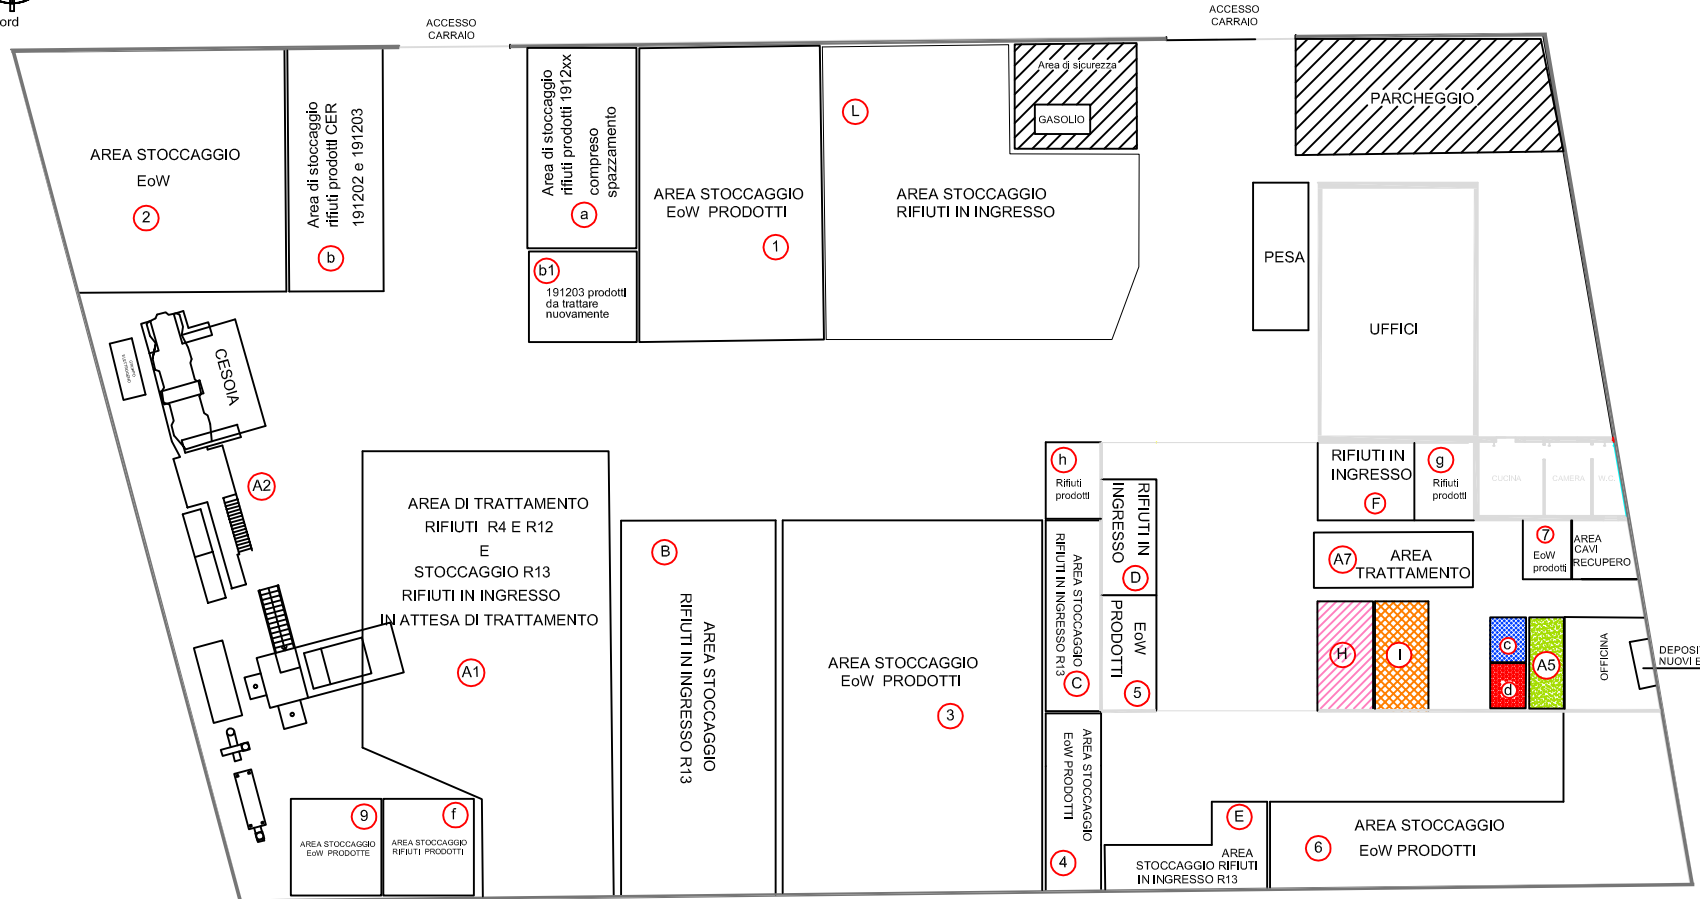 ord
ACCESSO
CARRAIO
ACCESSO
CARRAIO
AREA STOCCAGGIO
EoW
2
Area di stoccaggio
rifiuti prodotti CER
191202 e 191203
b
Area di stoccaggio
rifiuti prodotti 1912xx
compreso
spazzamento
a
b1
191203 prodotti
da trattare
nuovamente
AREA STOCCAGGIO
EoW PRODOTTI
1
L
AREA STOCCAGGIO
RIFIUTI IN INGRESSO
Area di sicurezza
GASOLIO
PARCHEGGIO
PESA
UFFICI
CESOIA
A2
AREA DI TRATTAMENTO
RIFIUTI R4 E R12
E
STOCCAGGIO R13
RIFIUTI IN INGRESSO
IN ATTESA DI TRATTAMENTO
A1
9
AREA STOCCAGGIO
EoW PRODOTTE
f
AREA STOCCAGGIO
RIFIUTI PRODOTTI
B
AREA STOCCAGGIO
RIFIUTI IN INGRESSO R13
AREA STOCCAGGIO
EoW PRODOTTI
3
h
Rifiuti
prodotti
RIFIUTI IN
INGRESSO
D
AREA STOCCAGGIO
RIFIUTI IN INGRESSO R13
C
EoW
PRODOTTI
5
AREA STOCCAGGIO
EoW PRODOTTI
4
E
AREA
STOCCAGGIO RIFIUTI
IN INGRESSO R13
6
AREA STOCCAGGIO
EoW PRODOTTI
RIFIUTI IN
INGRESSO
F
g
Rifiuti
prodotti
CUCINA
CAMERA
W.C.
A7
AREA
TRATTAMENTO
7
EoW
prodotti
AREA
CAVI
RECUPERO
H
I
c
d
A5
OFFICINA
DEPOSI
NUOVI E